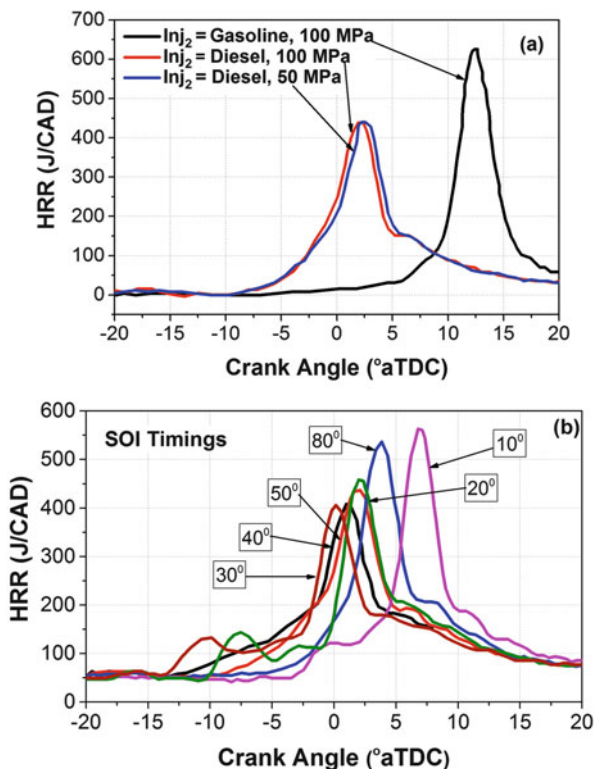 700
(a)
Inj₂ = Gasoline, 100 MPa
600
Inj₂ = Diesel, 100 MPa
Inj₂ = Diesel, 50 MPa
500
400
300
200
100
0
HRR (J/CAD)
-20 -15 -10 -5 0 5 10 15 20
Crank Angle (°aTDC)
600
(b)
SOI Timings
80⁰
10⁰
500
50⁰
20⁰
400
40⁰
30⁰
300
200
100
0
HRR (J/CAD)
-20 -15 -10 -5 0 5 10 15 20
Crank Angle (°aTDC)